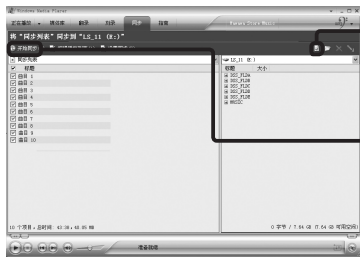 Windows Media Player
正在播放 媒体库 翻录 刻录 同步 指南
将“同步列表”同步到“LS_11 (E:)”
开始同步
同步列表
LS_11 (E:)
标题
标题 大小
曲目 1
曲目 2
曲目 3
曲目 4
曲目 5
曲目 6
曲目 7
曲目 8
曲目 9
曲目 10
DSS_FLDA
DSS_FLDB
DSS_FLDC
DSS_FLDD
DSS_FLDE
MUSIC
准备就绪